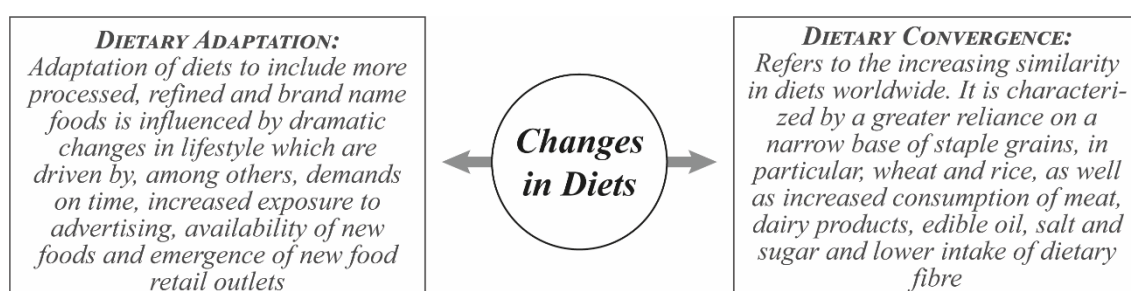 DIETARY ADAPTATION:
Adaptation of diets to include more
processed, refined and brand name
foods is influenced by dramatic
changes in lifestyle which are
driven by, among others, demands
on time, increased exposure to
advertising, availability of new
foods and emergence of new food
retail outlets
Changes
in Diets
DIETARY CONVERGENCE:
Refers to the increasing similarity
in diets worldwide. It is characteri-
zed by a greater reliance on a
narrow base of staple grains, in
particular, wheat and rice, as well
as increased consumption of meat,
dairy products, edible oil, salt and
sugar and lower intake of dietary
fibre